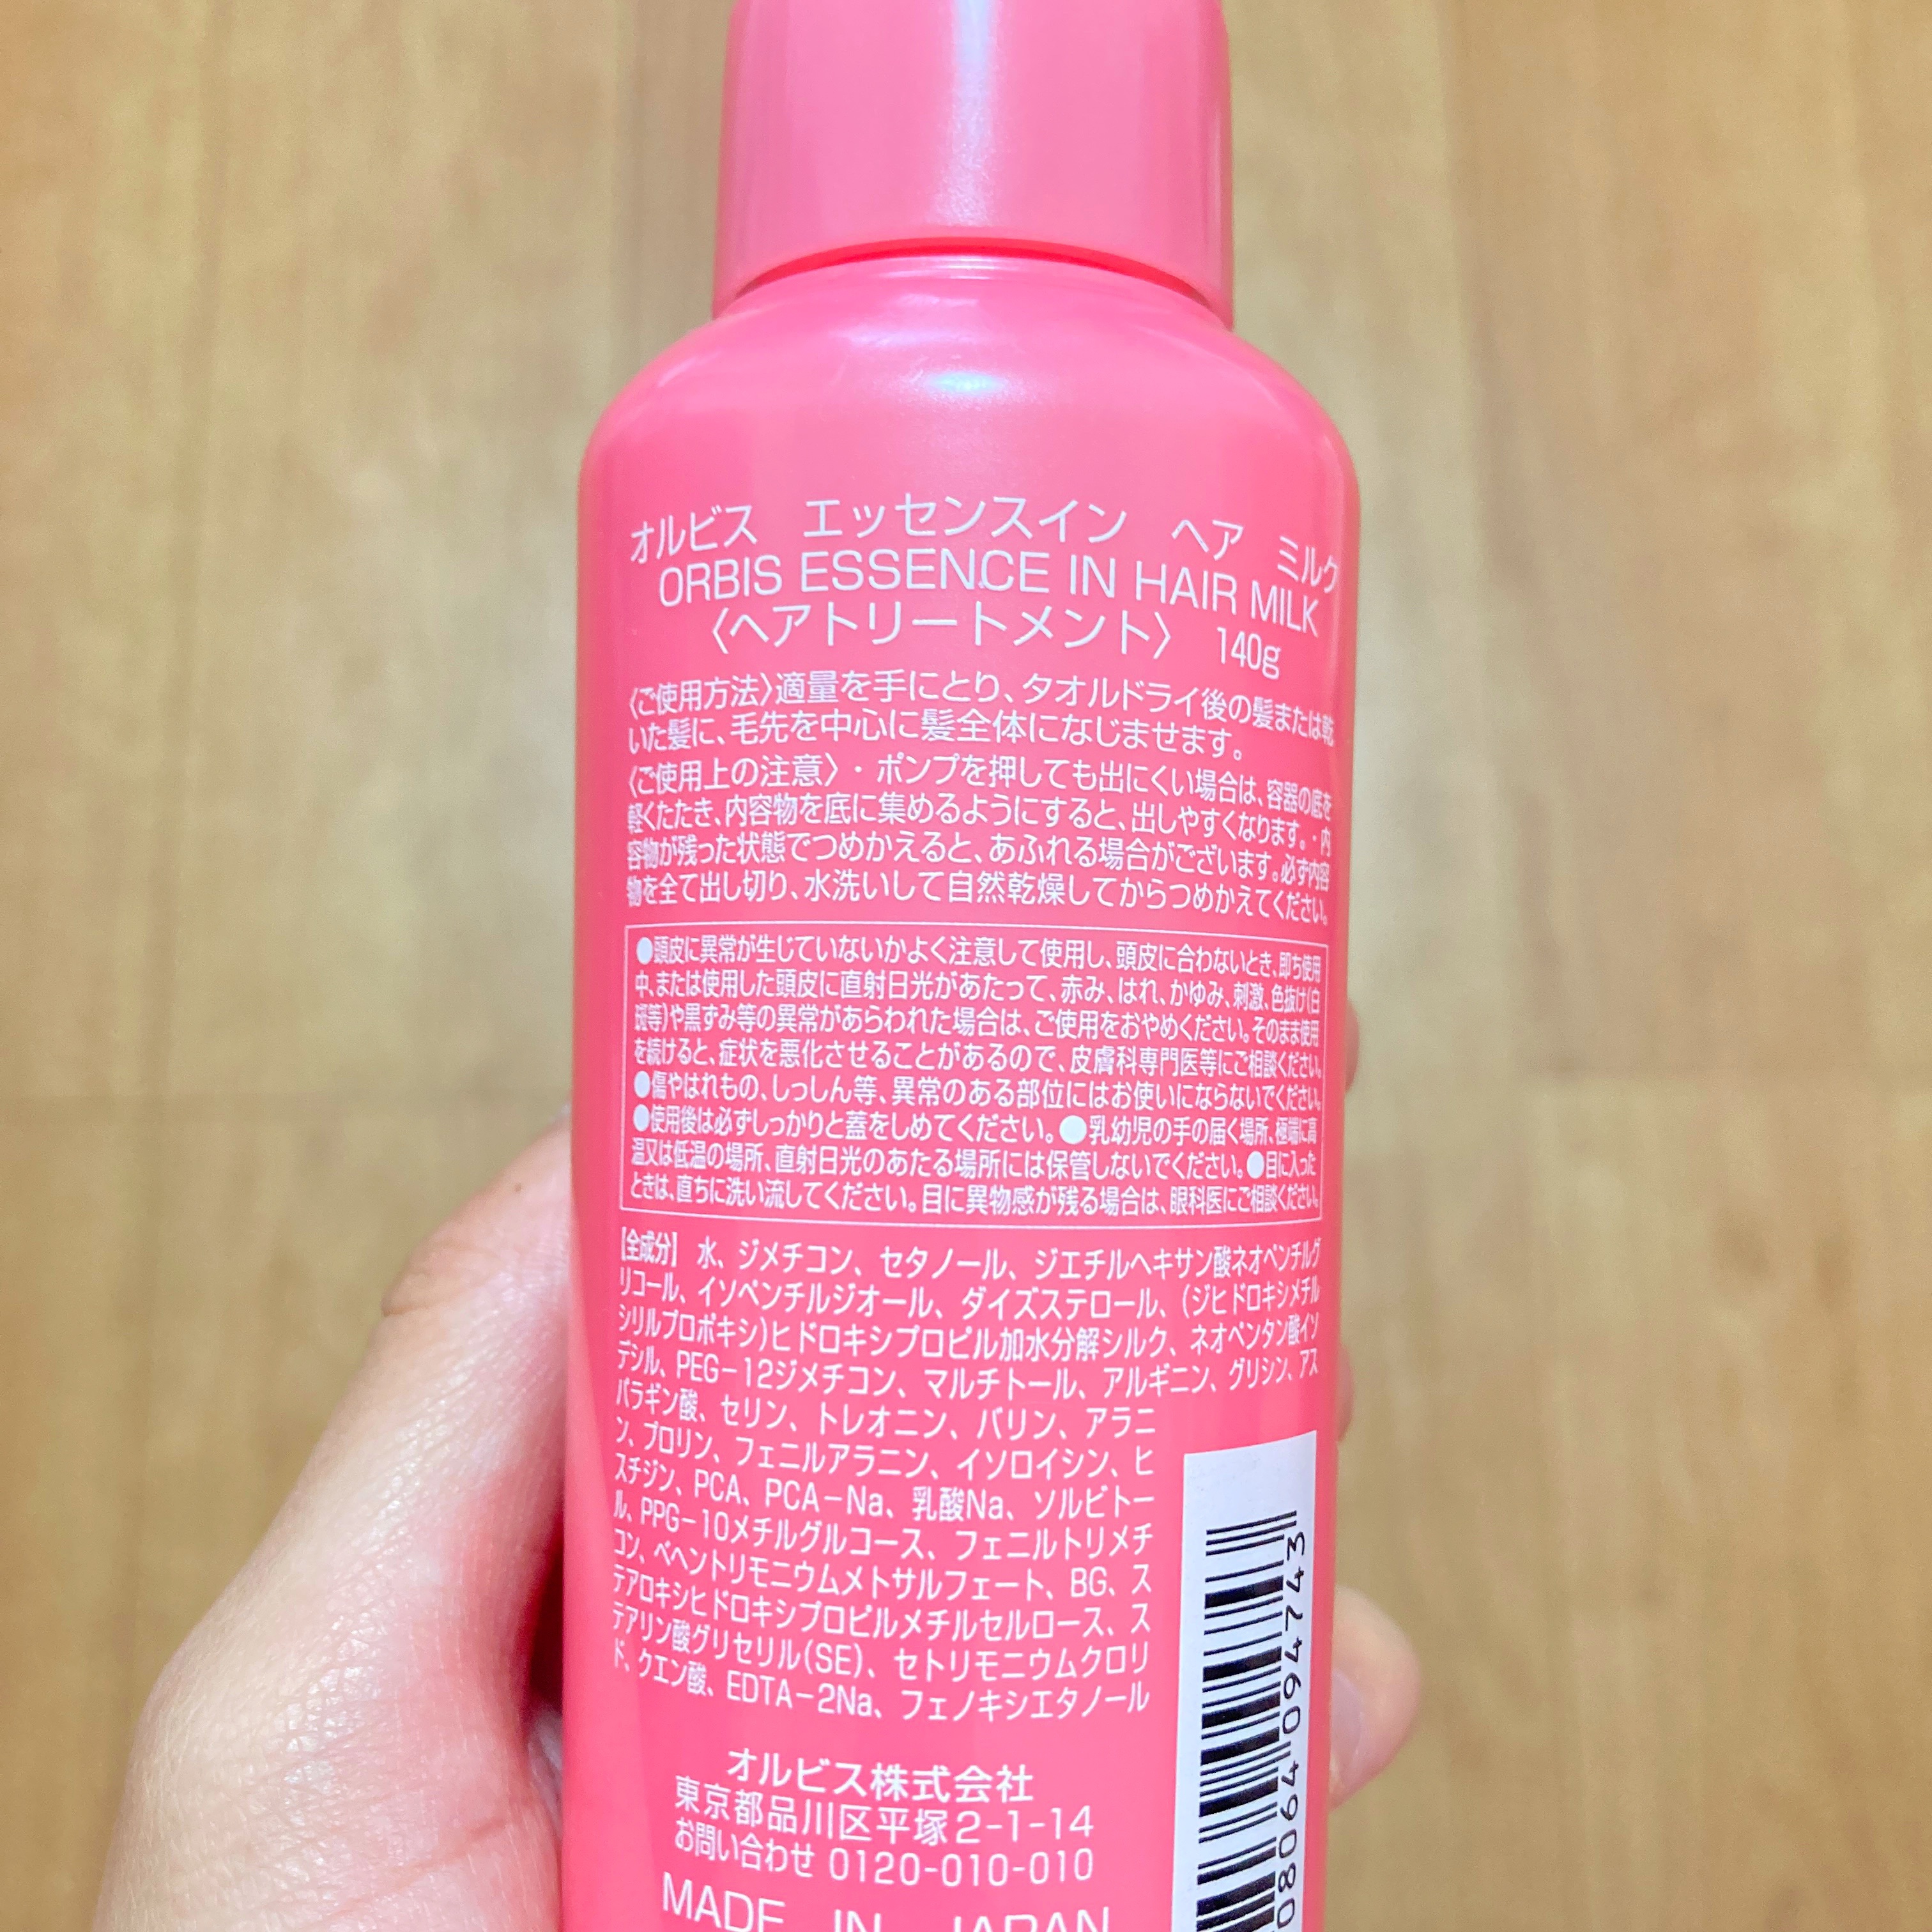 オルビス　エッセンスイン　ヘア　ミルク
ORBIS ESSENCE IN HAIR MILK
〈ヘアトリートメント〉　140g
〈ご使用方法〉適量を手にとり、タオルドライ後の髪または乾
いた髪に、毛先を中心に髪全体になじませます。
〈ご使用上の注意〉・ポンプを押しても出にくい場合は、容器の底を
軽くたたき、内容物を底に集めるようにすると、出しやすくなります。・内
容物が残った状態でつめかえると、あふれる場合がございます。必ず内容
物を全て出し切り、水洗いして自然乾燥してからつめかえてください。
●頭皮に異常が生じていないかよく注意して使用し、頭皮に合わないとき、即ち使用
中、または使用した頭皮に直射日光があたって、赤み、はれ、かゆみ、刺激、色抜け(白
斑等)や黒ずみ等の異常があらわれた場合は、ご使用をおやめください。そのまま使用
を続けると、症状を悪化させることがあるので、皮膚科専門医等にご相談ください。
●傷やはれもの、しっしん等、異常のある部位にはお使いにならないでください。
●使用後は必ずしっかりと蓋をしめてください。●乳幼児の手の届く場所、極端に高
温又は低温の場所、直射日光のあたる場所には保管しないでください。●目に入った
ときは、直ちに洗い流してください。目に異物感が残る場合は、眼科医にご相談ください。
【全成分】 水、ジメチコン、セタノール、ジエチルヘキサン酸ネオペンチルグ
リコール、イソペンチルジオール、ダイズステロール、(ジヒドロキシメチル
シリルプロポキシ)ヒドロキシプロピル加水分解シルク、ネオペンタン酸イソ
デシル、PEG－12ジメチコン、マルチトール、アルギニン、グリシン、アス
パラギン酸、セリン、トレオニン、バリン、アラニ
ン、プロリン、フェニルアラニン、イソロイシン、ヒ
スチジン、PCA、PCA－Na、乳酸Na、ソルビトー
ル、PPG－10メチルグルコース、フェニルトリメチ
コン、ベヘントリモニウムメトサルフェート、BG、ス
テアロキシヒドロキシプロピルメチルセルロース、ス
テアリン酸グリセリル(SE)、セトリモニウムクロリ
ド、クエン酸、EDTA－2Na、フェノキシエタノール
オルビス株式会社
東京都品川区平塚2-1-14
お問い合わせ 0120-010-010
MADE IN JAPAN
08064094743